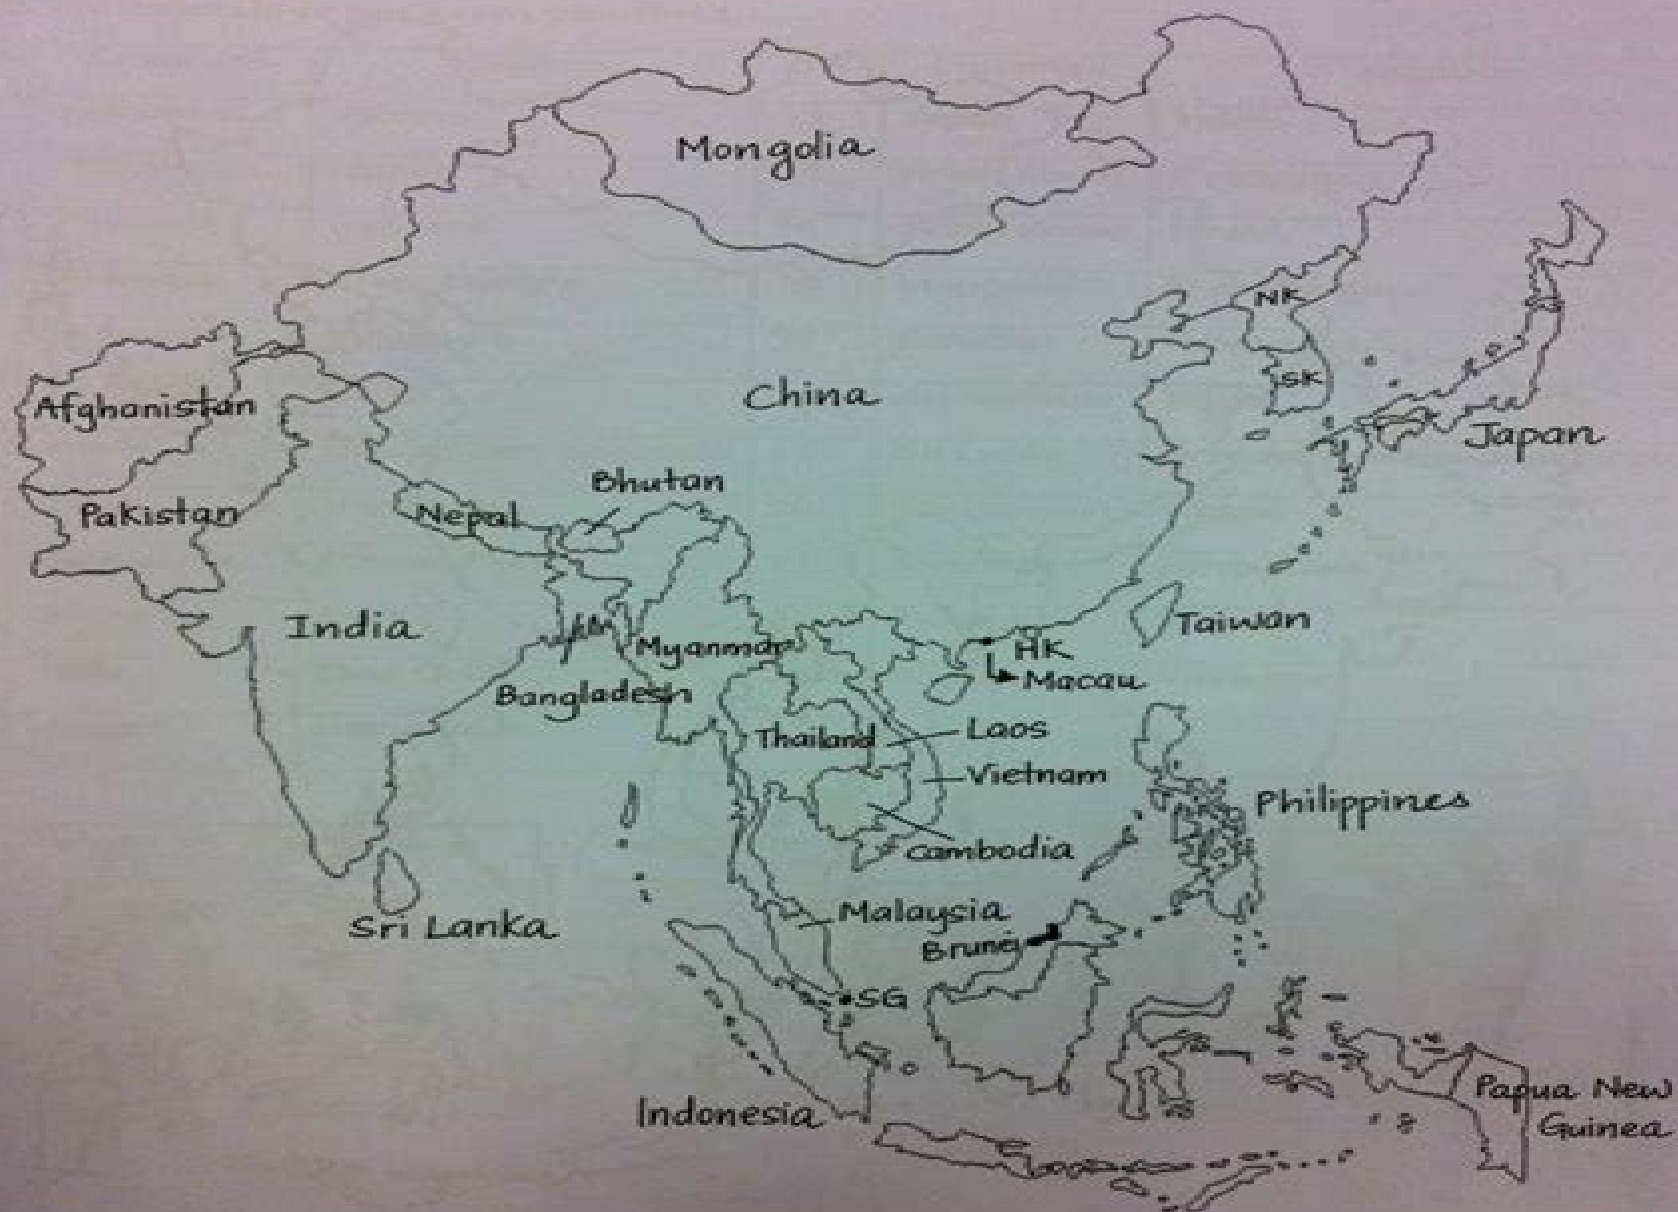 Mongolia
NK
China
SK
Afghanistan
Japan
Bhutan
Pakistan
Nepal
India
Taiwan
Myanmar
HK
Macau
Bangladesh
Laos
Thailand
Vietnam
Philippines
Cambodia
Malaysia
Sri Lanka
Brunei
SG
Indonesia
Papua New
Guinea